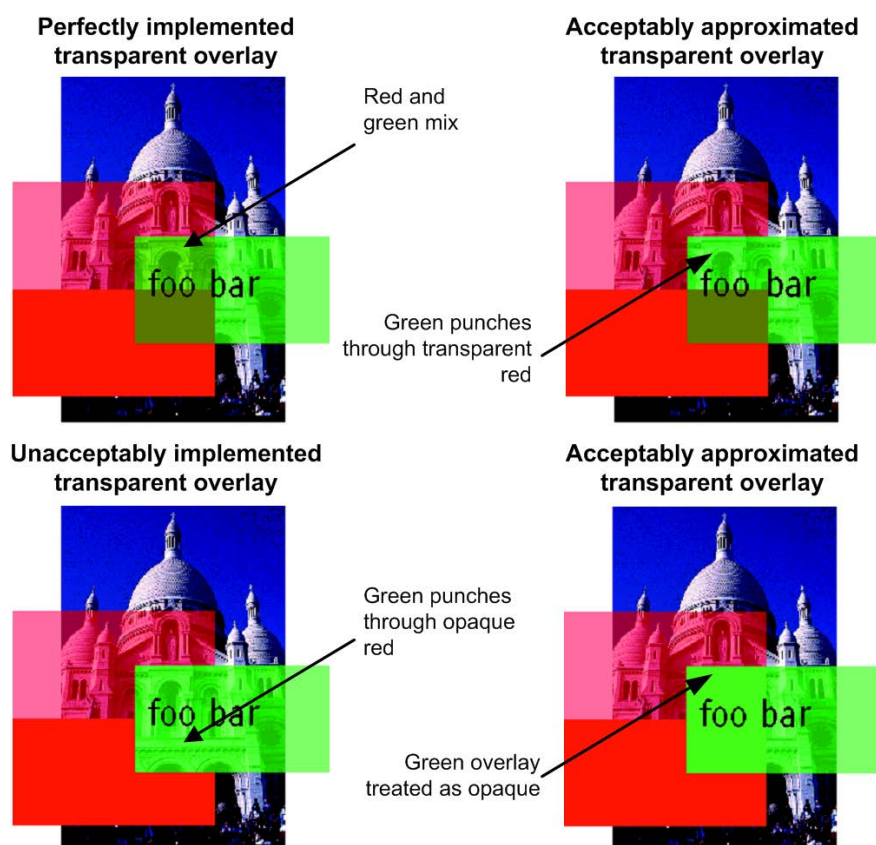 Perfectly implemented
transparent overlay
Acceptably approximated
transparent overlay
Red and
green mix
foo bar
foo bar
Green punches
through transparent
red
Unacceptably implemented
transparent overlay
Acceptably approximated
transparent overlay
Green punches
through opaque
red
foo bar
foo bar
Green overlay
treated as opaque